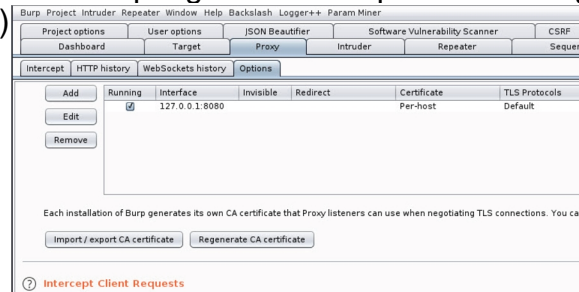 )
Burp Project Intruder Repeater Window Help Backslash Logger++ Param Miner
Project options User options JSON Beautifier Software Vulnerability Scanner CSRF
Dashboard Target Proxy Intruder Repeater Sequen
Intercept HTTP history WebSockets history Options
Add Running Interface Invisible Redirect Certificate TLS Protocols
127.0.0.1:8080 Per-host Default
Edit
Remove
Each installation of Burp generates its own CA certificate that Proxy listeners can use when negotiating TLS connections. You ca
Import / export CA certificate Regenerate CA certificate
? Intercept Client Requests